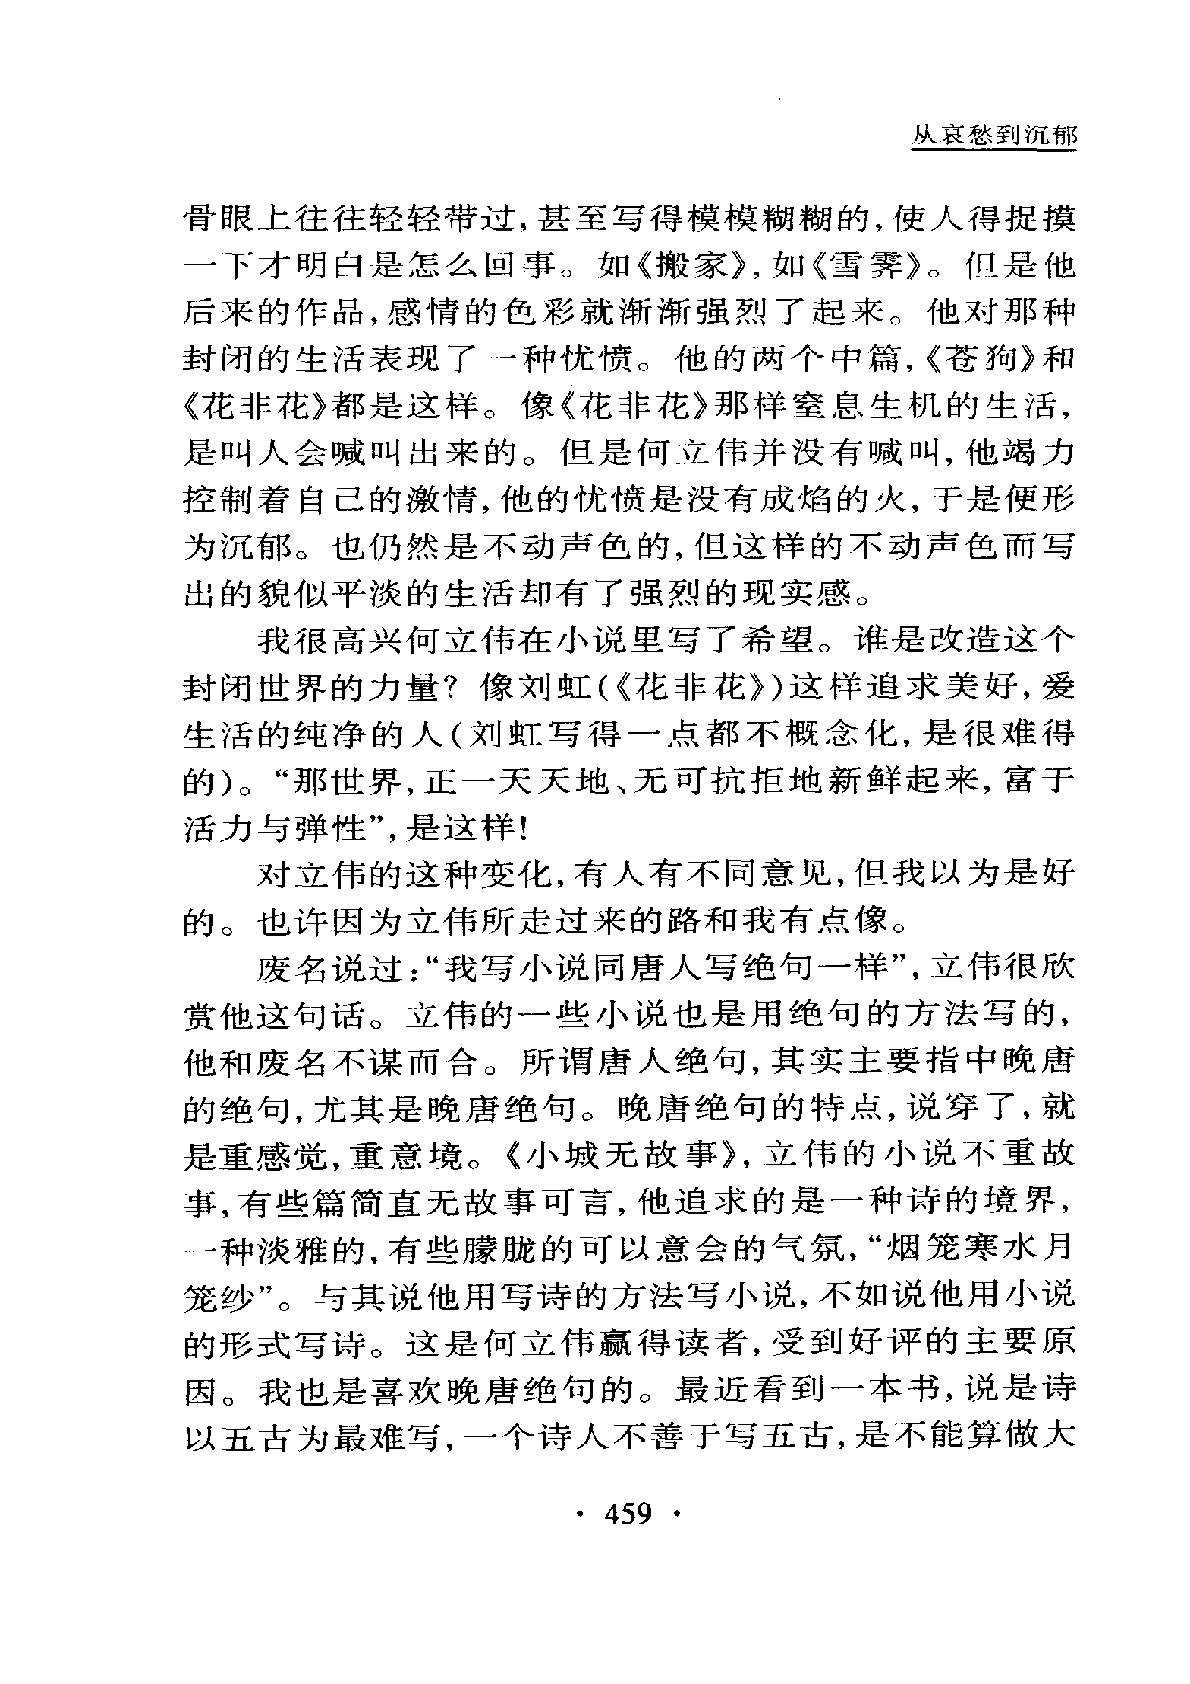 从哀愁到沉郁
骨眼上往往轻轻带过,甚至写得模模糊糊的,使人得捉摸
一下才明白是怎么回事。如《搬家》,如《雪霁》。但是他
后来的作品,感情的色彩就渐渐强烈了起来。他对那种
封闭的生活表现了一种忧愤。他的两个中篇,《苍狗》和
《花非花》都是这样。像《花非花》那样窒息生机的生活,
是叫人会喊叫出来的。但是何立伟并没有喊叫,他竭力
控制着自己的激情,他的忧愤是没有成焰的火,于是便形
为沉郁。也仍然是不动声色的,但这样的不动声色而写
出的貌似平淡的生活却有了强烈的现实感。
我很高兴何立伟在小说里写了希望。谁是改造这个
封闭世界的力量?像刘虹(《花非花》)这样追求美好,爱
生活的纯净的人(刘虹写得一点都不概念化,是很难得
的)。“那世界,正一天天地、无可抗拒地新鲜起来,富于
活力与弹性”,是这样!
对立伟的这种变化,有人有不同意见,但我以为是好
的。也许因为立伟所走过来的路和我有点像。
废名说过:“我写小说同唐人写绝句一样”,立伟很欣
赏他这句话。立伟的一些小说也是用绝句的方法写的,
他和废名不谋而合。所谓唐人绝句,其实主要指中晚唐
的绝句,尤其是晚唐绝句。晚唐绝句的特点,说穿了,就
是重感觉,重意境。《小城无故事》,立伟的小说不重故
事,有些篇简直无故事可言,他追求的是一种诗的境界,
一种淡雅的,有些朦胧的可以意会的气氛,“烟笼寒水月
笼纱”。与其说他用写诗的方法写小说,不如说他用小说
的形式写诗。这是何立伟赢得读者,受到好评的主要原
因。我也是喜欢晚唐绝句的。最近看到一本书,说是诗
以五古为最难写,一个诗人不善于写五古,是不能算做大
· 459 ·